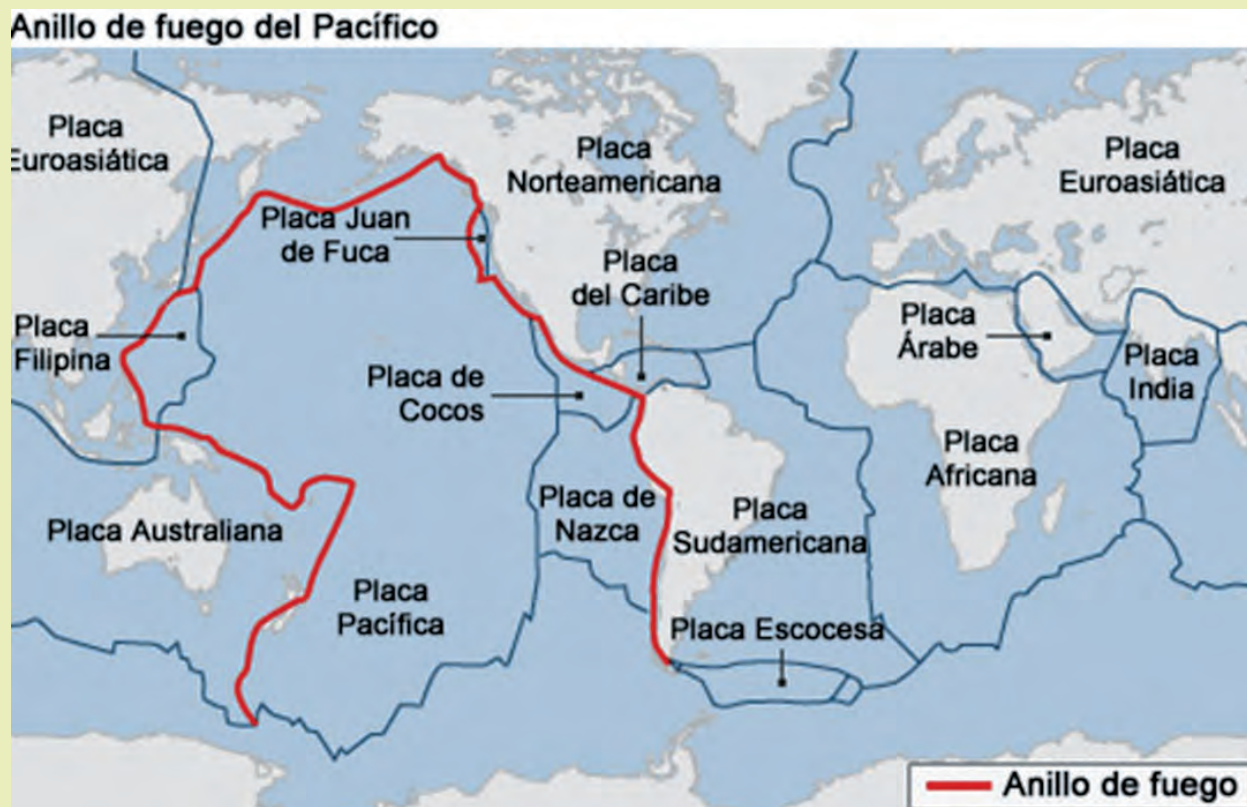 Anillo de fuego del Pacífico
Placa
Euroasiática
Placa
Norteamericana
Placa
Euroasiática
Placa Juan
de Fuca
Placa
del Caribe
Placa
Filipina
Placa
Árabe
Placa
India
Placa de
Cocos
Placa
Africana
Placa Australiana
Placa de
Nazca
Placa
Sudamericana
Placa
Pacífica
Placa Escocesa
Anillo de fuego